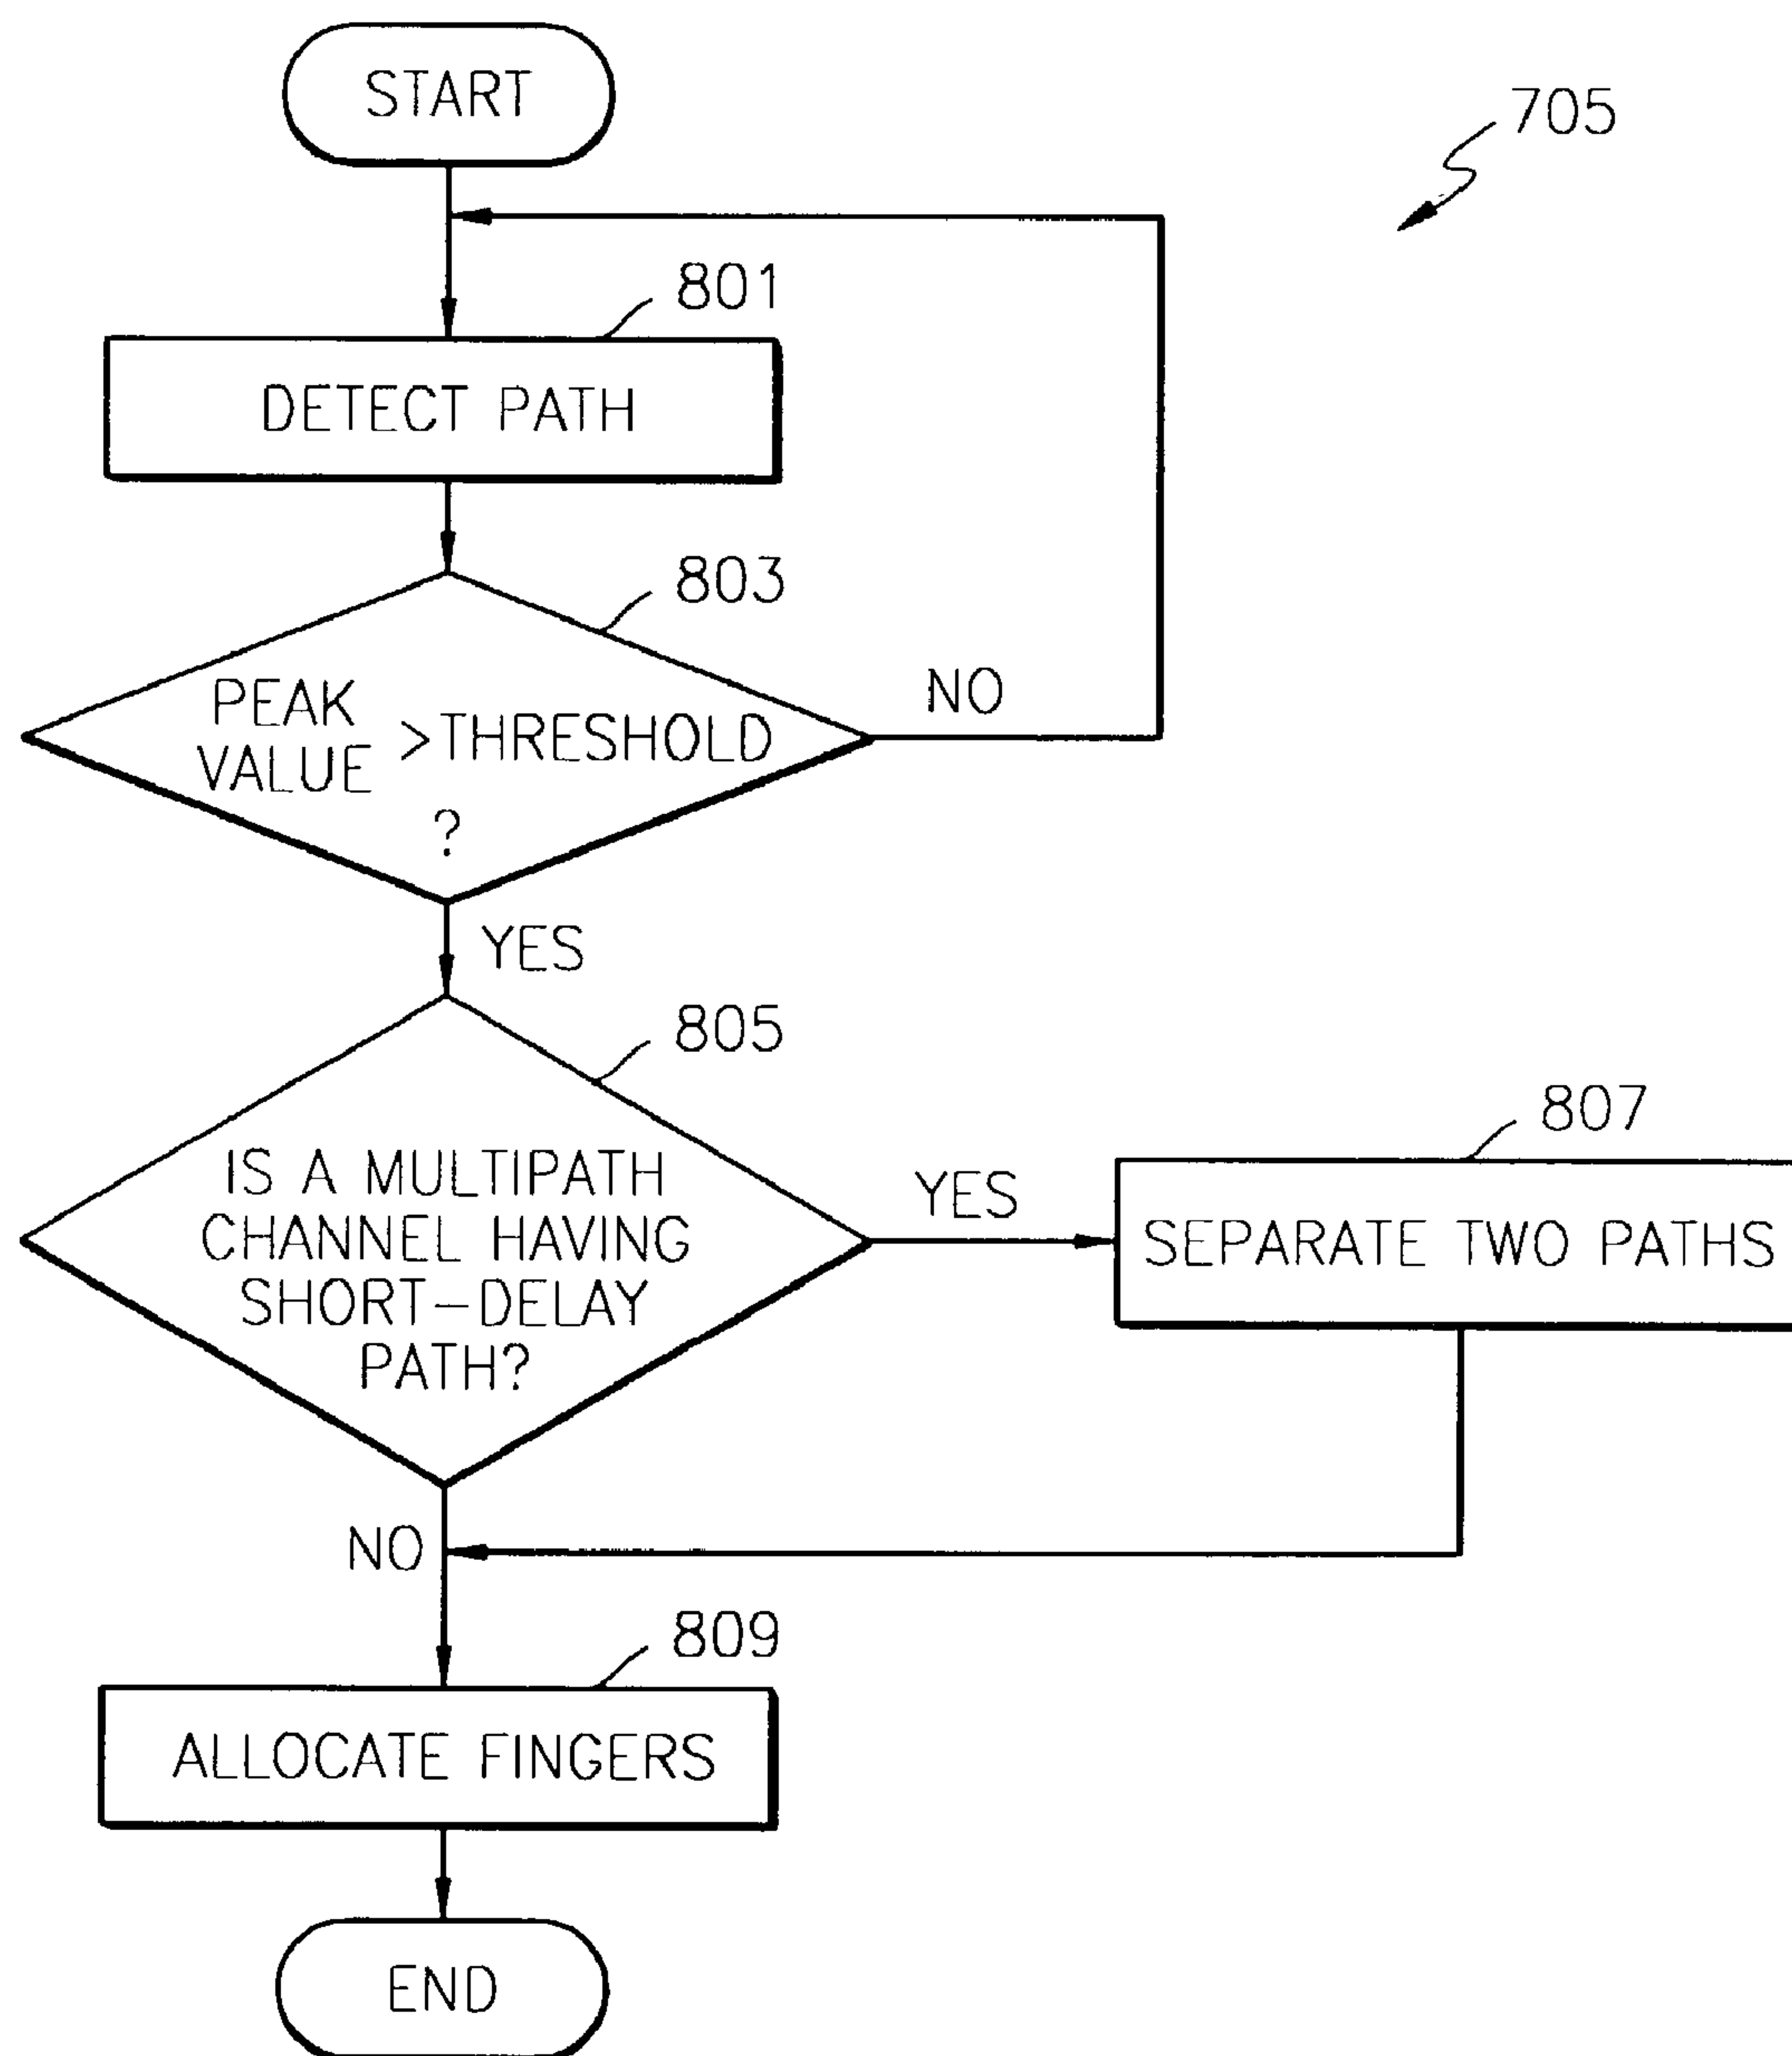 START
705
801
DETECT PATH
803
PEAK
VALUE >THRESHOLD
?
NO
YES
805
IS A MULTIPATH
CHANNEL HAVING
SHORT-DELAY
PATH?
YES
807
SEPARATE TWO PATHS
NO
809
ALLOCATE FINGERS
END